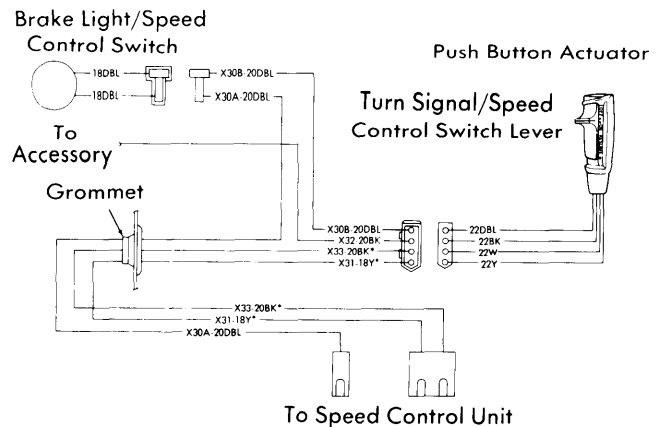 Brake Light/Speed
Control Switch
Push Button Actuator
18DBL
X30B-20DBL
18DBL
X30A-20DBL
Turn Signal/Speed
Control Switch Lever
To
Accessory
Grommet
X30B-20DBL
22DBL
X32-20BK
22BK
X33-20BK*
22W
X31-18Y*
22Y
X33-20BK*
X31-18Y*
X30A-20DBL
To Speed Control Unit